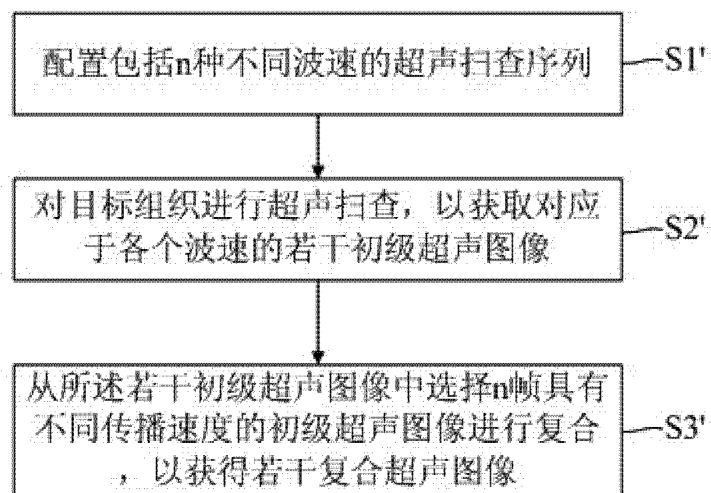 配置包括n种不同波速的超声扫查序列
S1'
对目标组织进行超声扫查，以获取对应
于各个波速的若干初级超声图像
S2'
从所述若干初级超声图像中选择n帧具有
不同传播速度的初级超声图像进行复合
，以获得若干复合超声图像
S3'